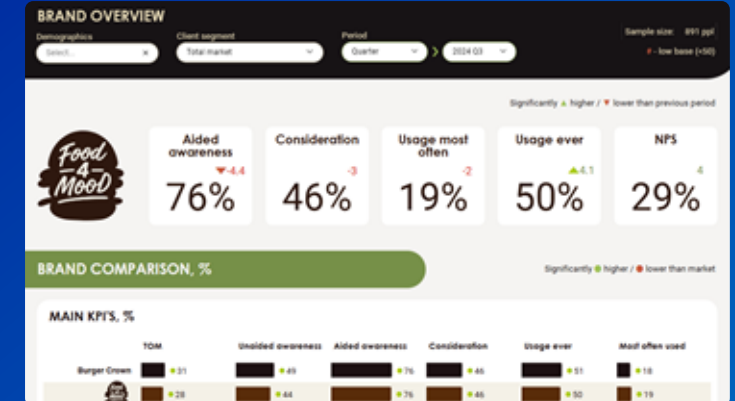 BRAND OVERVIEW
Demographics Client segment Period Sample size: 891 ppl
Select... × Total market Quarter 2024 Q3 # - low base (<50)
Significantly ▲ higher / ▼ lower than previous period
Food
-4-
MooD
Aided awareness Consideration Usage most often Usage ever NPS
▼-4.4 -3 -2 ▲4.1 4
76% 46% 19% 50% 29%
BRAND COMPARISON, %
Significantly ● higher / ● lower than market
MAIN KPI'S, %
TOM Unaided awareness Aided awareness Consideration Usage ever Most often used
Burger Crown 31 49 76 46 51 18
28 44 76 46 50 19